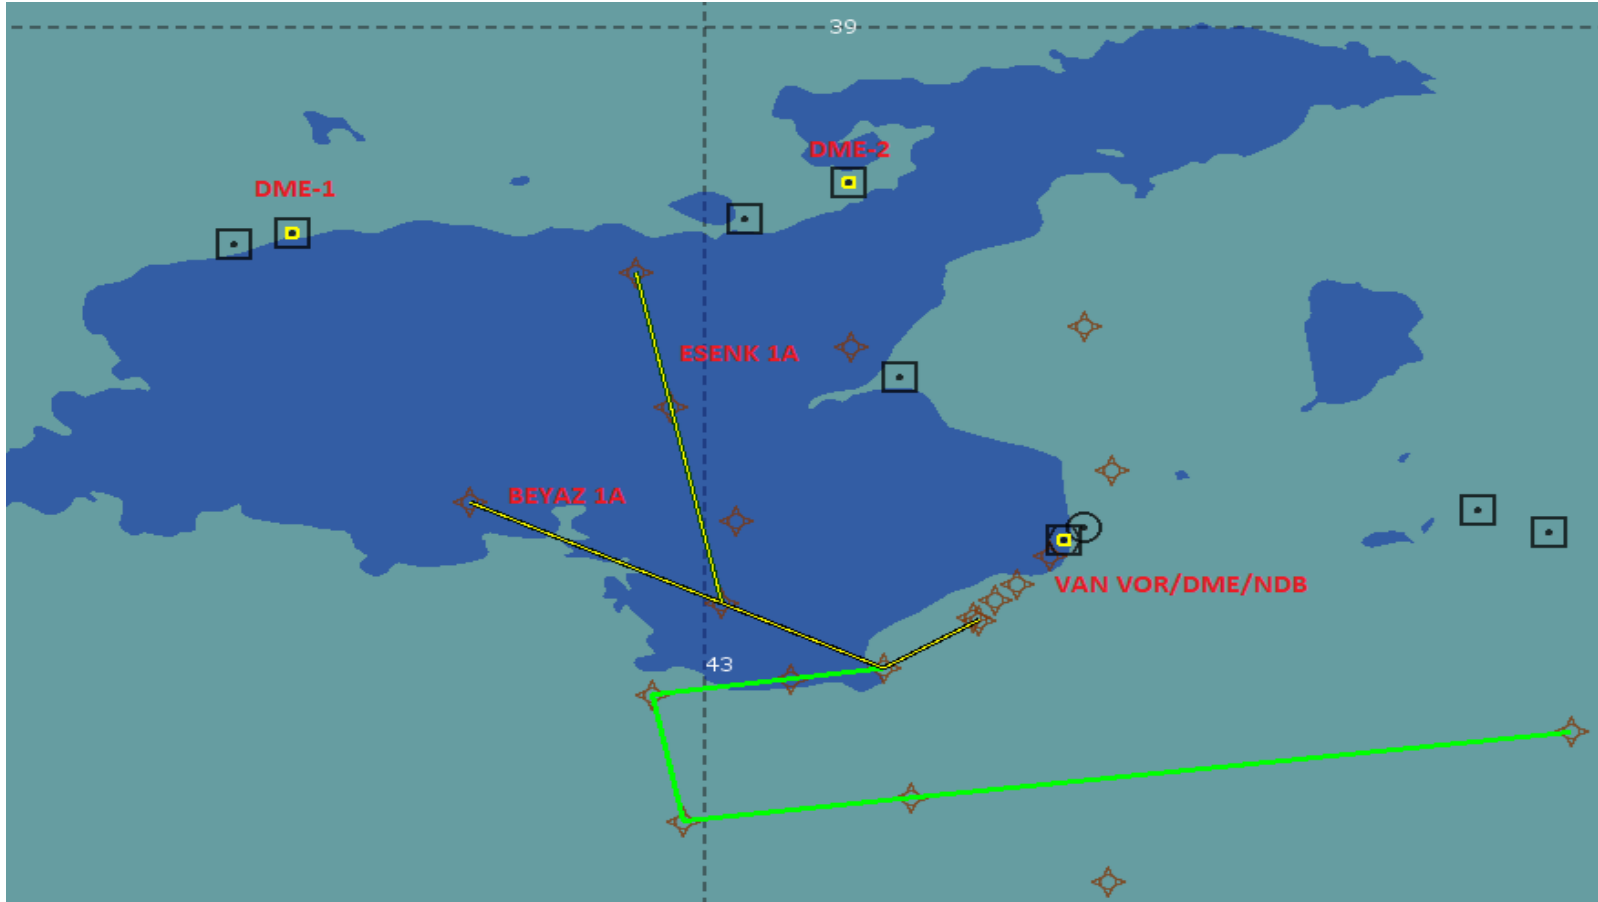 39
DME-2
DME-1
ESENK 1A
BEYAZ 1A
VAN VOR/DME/NDB
43